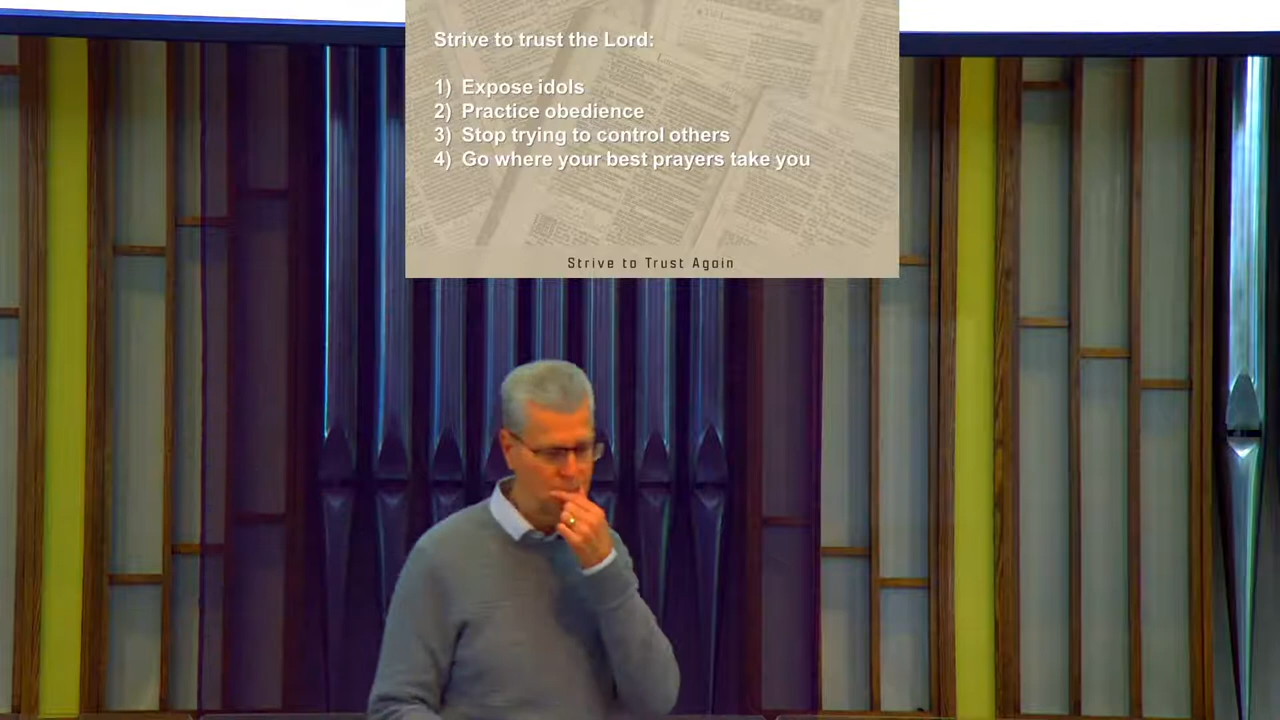 Strive to trust the Lord:
1) Expose idols
2) Practice obedience
3) Stop trying to control others
4) Go where your best prayers take you
Strive to Trust Again